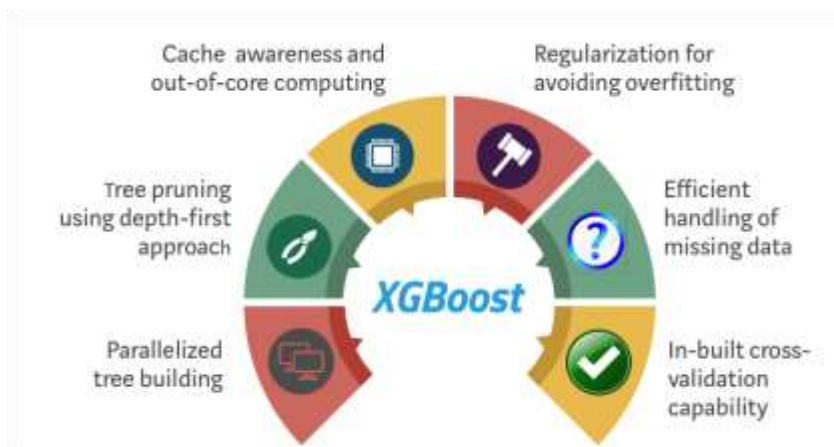 Cache awareness and
out-of-core computing
Regularization for
avoiding overfitting
Tree pruning
using depth-first
approach
Efficient
handling of
missing data
?
XGBoost
Parallelized
tree building
In-built cross-
validation
capability